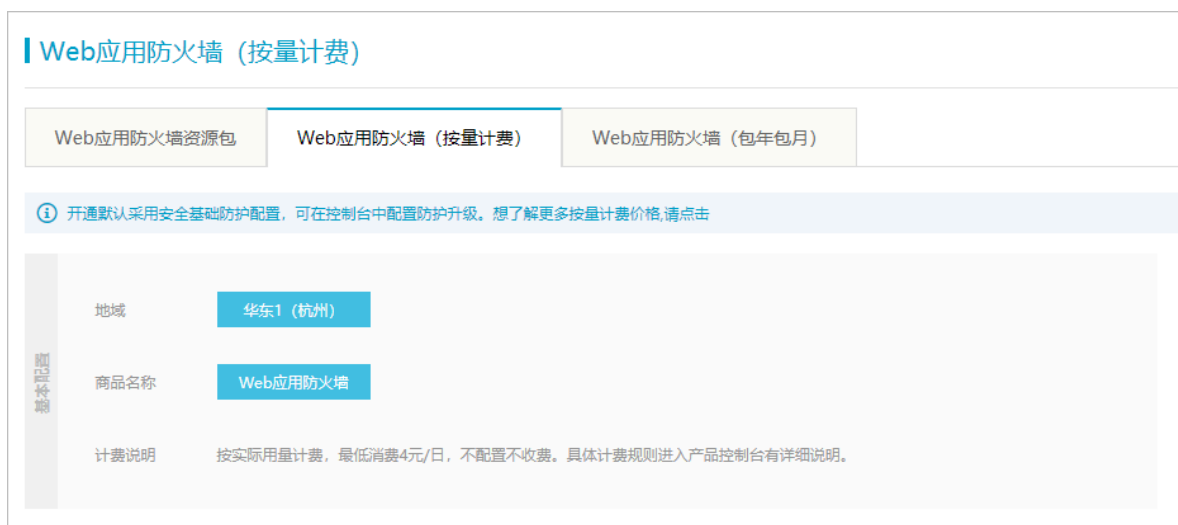 Web应用防火墙（按量计费）
Web应用防火墙资源包 Web应用防火墙（按量计费） Web应用防火墙（包年包月）
开通默认采用安全基础防护配置，可在控制台中配置防护升级。想了解更多按量计费价格,请点击
基本配置
地域 华东1（杭州）
商品名称 Web应用防火墙
计费说明 按实际用量计费，最低消费4元/日，不配置不收费。具体计费规则进入产品控制台有详细说明。